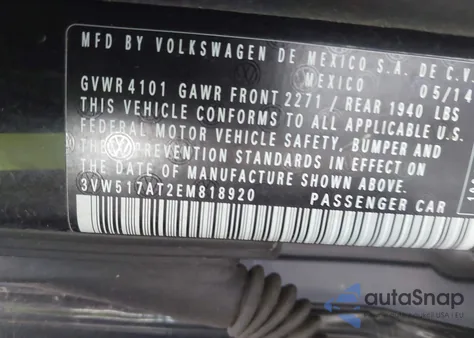 MFD BY VOLKSWAGEN DE MEXICO S.A. DE C.V
MEXICO 05/14
GVWR 4101 GAWR FRONT 2271 / REAR 1940 LBS
THIS VEHICLE CONFORMS TO ALL APPLICABLE U.S.
FEDERAL MOTOR VEHICLE SAFETY, BUMPER AND
THEFT PREVENTION STANDARDS IN EFFECT ON
THE DATE OF MANUFACTURE SHOWN ABOVE
3VW517AT2EM818920 PASSENGER CAR
autoSnap